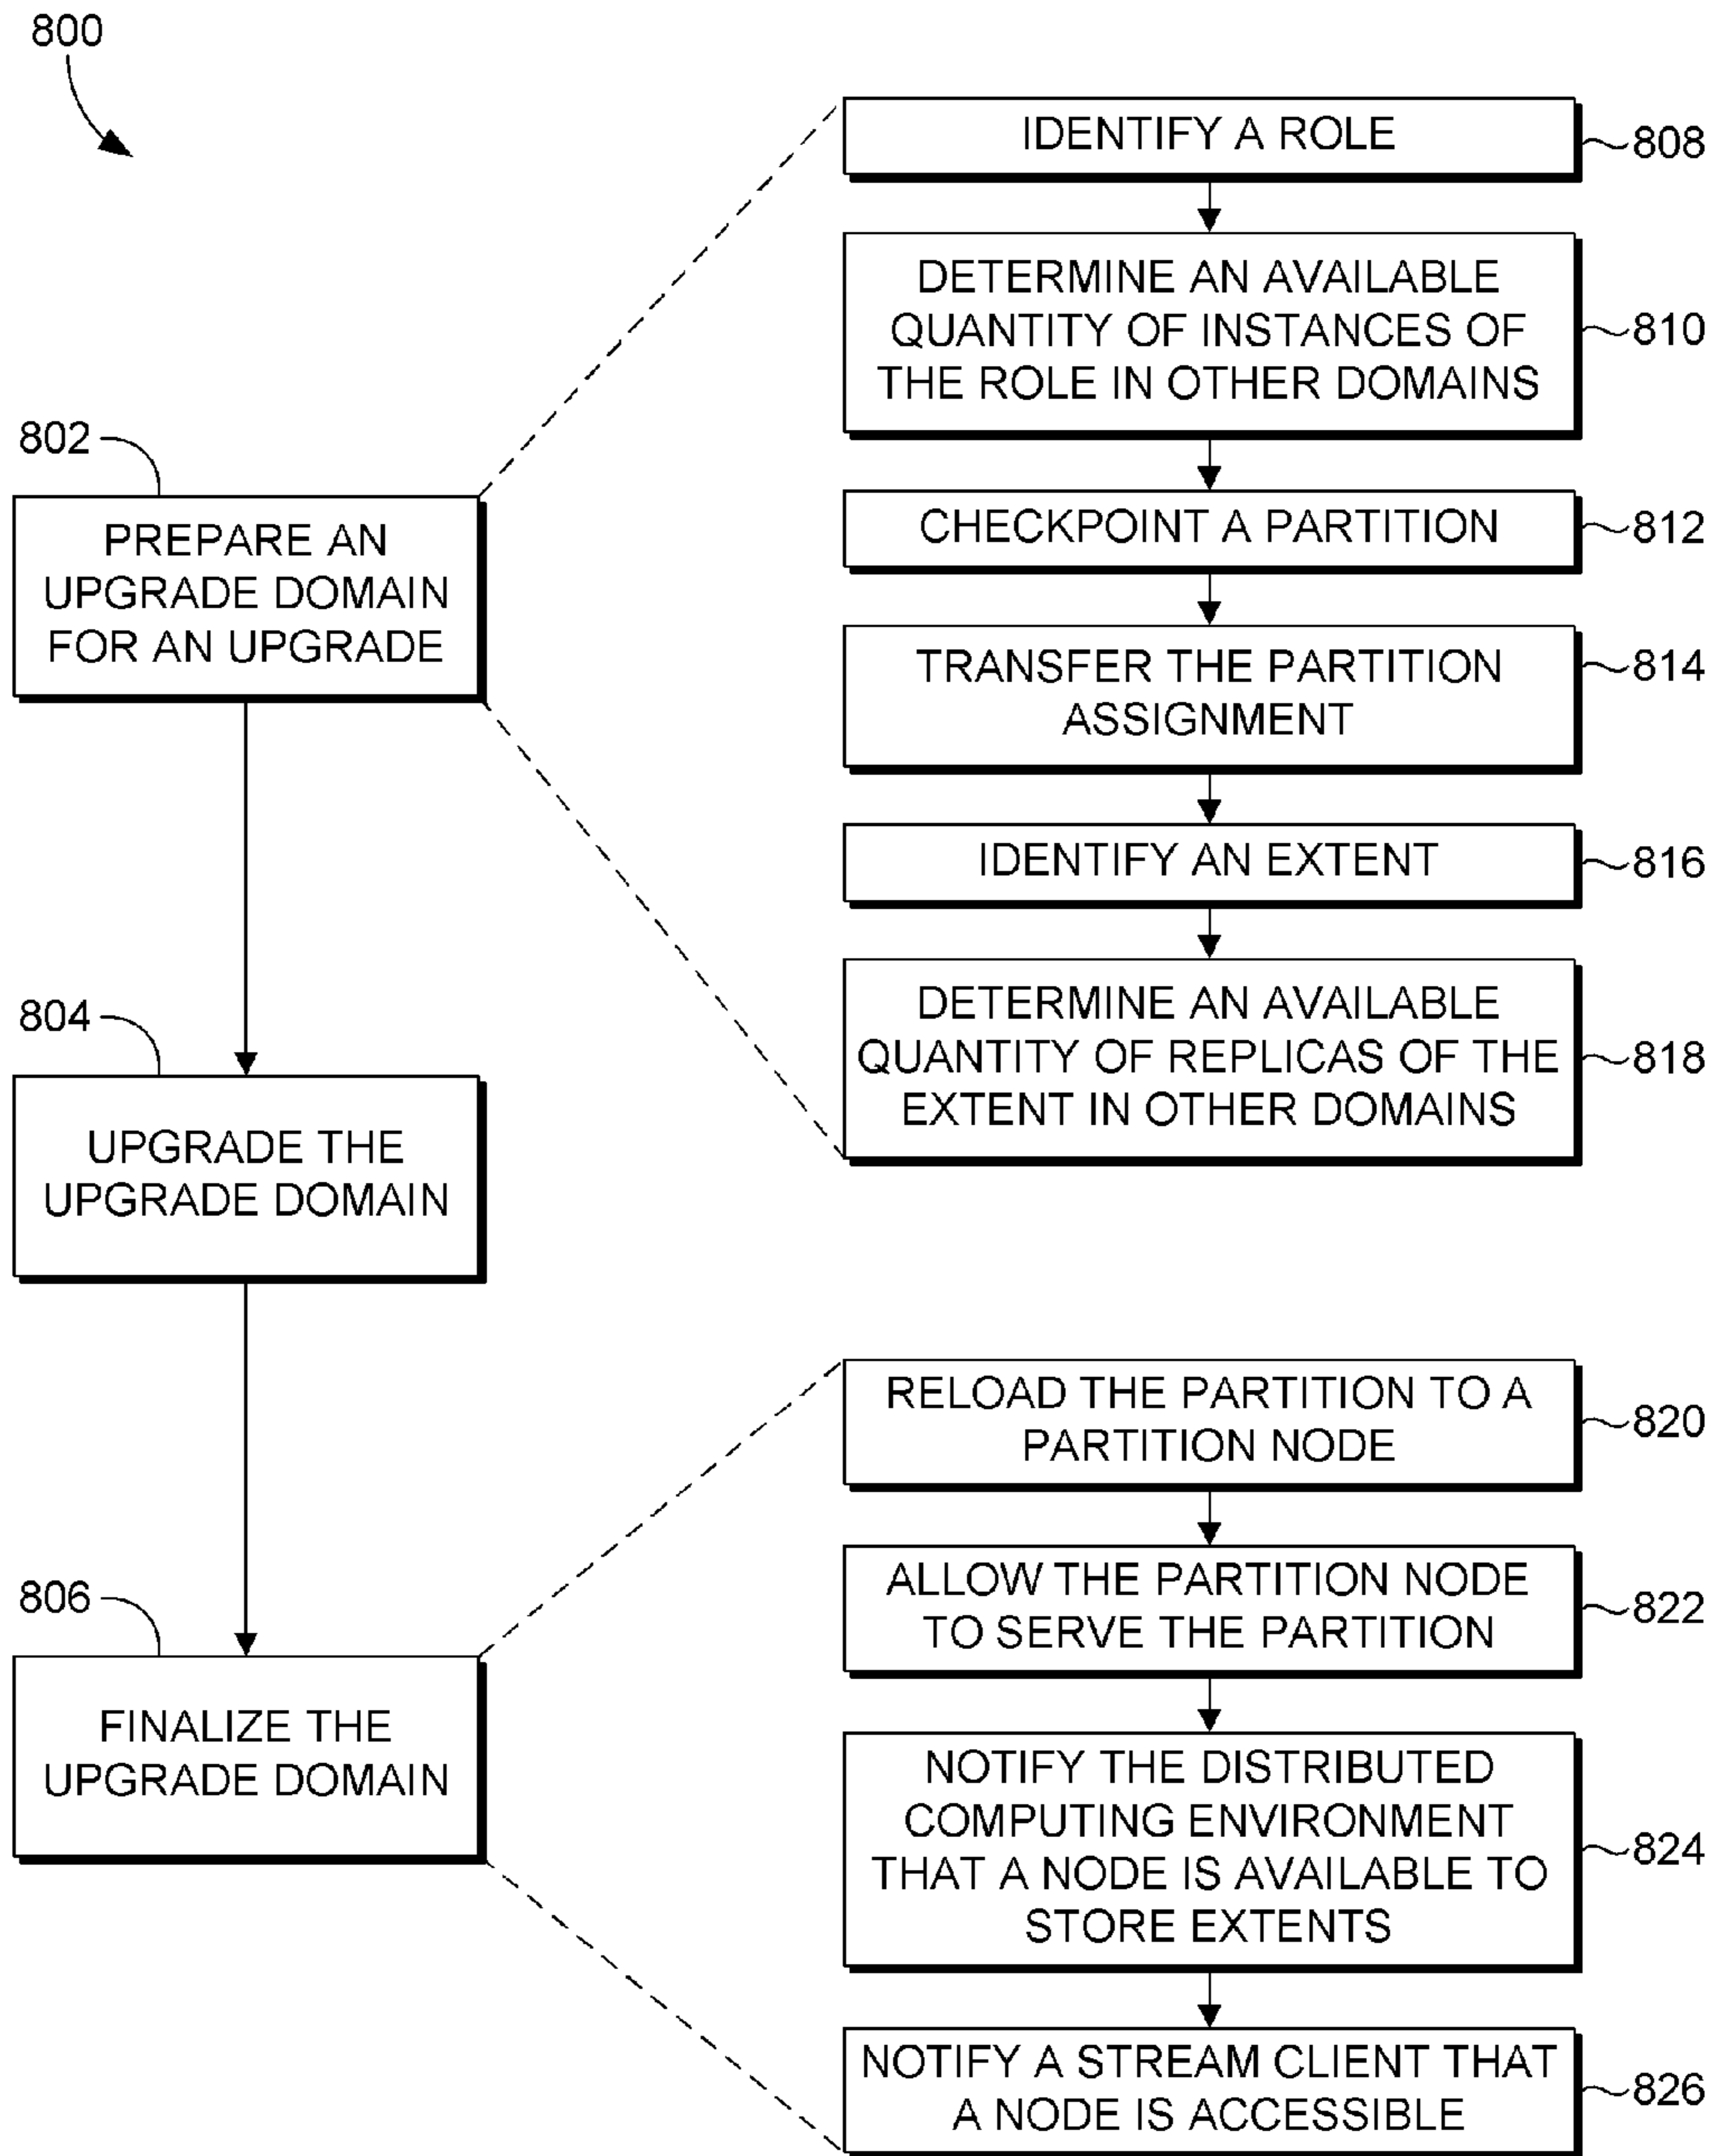 800
802
PREPARE AN
UPGRADE DOMAIN
FOR AN UPGRADE
804
UPGRADE THE
UPGRADE DOMAIN
806
FINALIZE THE
UPGRADE DOMAIN
IDENTIFY A ROLE
808
DETERMINE AN AVAILABLE
QUANTITY OF INSTANCES OF
THE ROLE IN OTHER DOMAINS
810
CHECKPOINT A PARTITION
812
TRANSFER THE PARTITION
ASSIGNMENT
814
IDENTIFY AN EXTENT
816
DETERMINE AN AVAILABLE
QUANTITY OF REPLICAS OF THE
EXTENT IN OTHER DOMAINS
818
RELOAD THE PARTITION TO A
PARTITION NODE
820
ALLOW THE PARTITION NODE
TO SERVE THE PARTITION
822
NOTIFY THE DISTRIBUTED
COMPUTING ENVIRONMENT
THAT A NODE IS AVAILABLE TO
STORE EXTENTS
824
NOTIFY A STREAM CLIENT THAT
A NODE IS ACCESSIBLE
826